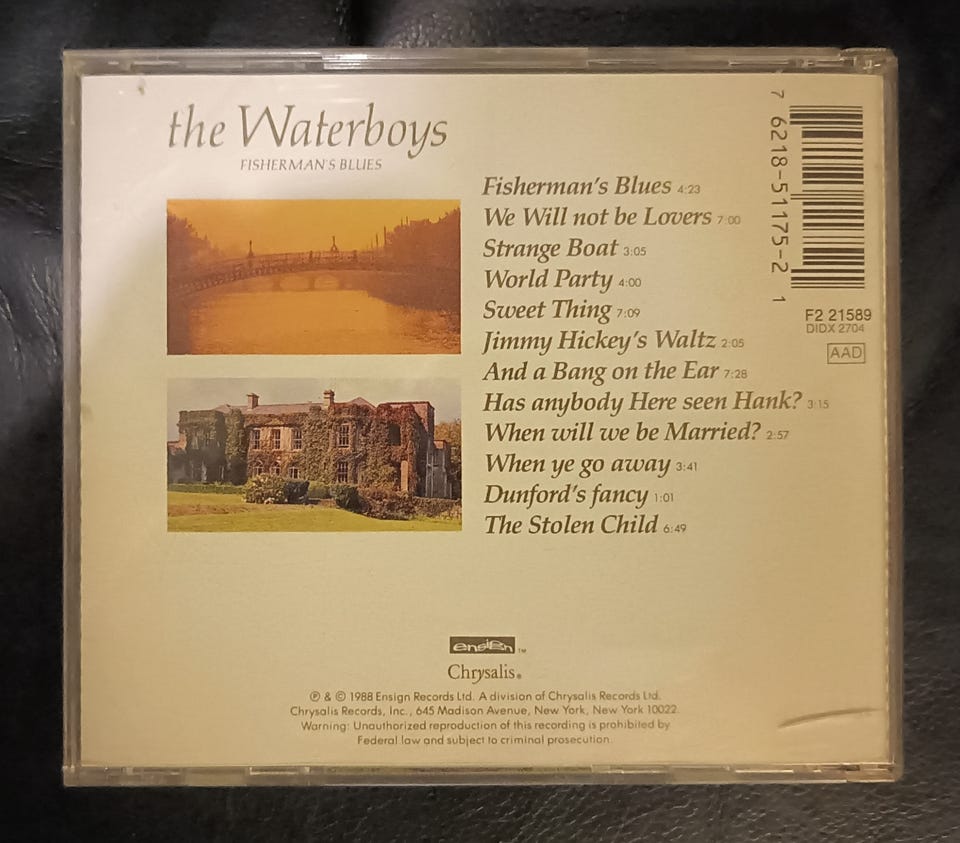 the Waterboys
FISHERMAN'S BLUES
Fisherman's Blues 4:23
We Will not be Lovers 7:00
Strange Boat 3:05
World Party 4:00
Sweet Thing 7:09
Jimmy Hickey's Waltz 2:05
And a Bang on the Ear 7:28
Has anybody Here seen Hank? 3:15
When will we be Married? 2:57
When ye go away 3:41
Dunford's fancy 1:01
The Stolen Child 6:49
7 6218-51175-2 1
F2 21589
DIDX 2704
AAD
ensign™
Chrysalis®
℗ & © 1988 Ensign Records Ltd. A division of Chrysalis Records Ltd.
Chrysalis Records, Inc., 645 Madison Avenue, New York, New York 10022.
Warning: Unauthorized reproduction of this recording is prohibited by
Federal law and subject to criminal prosecution.